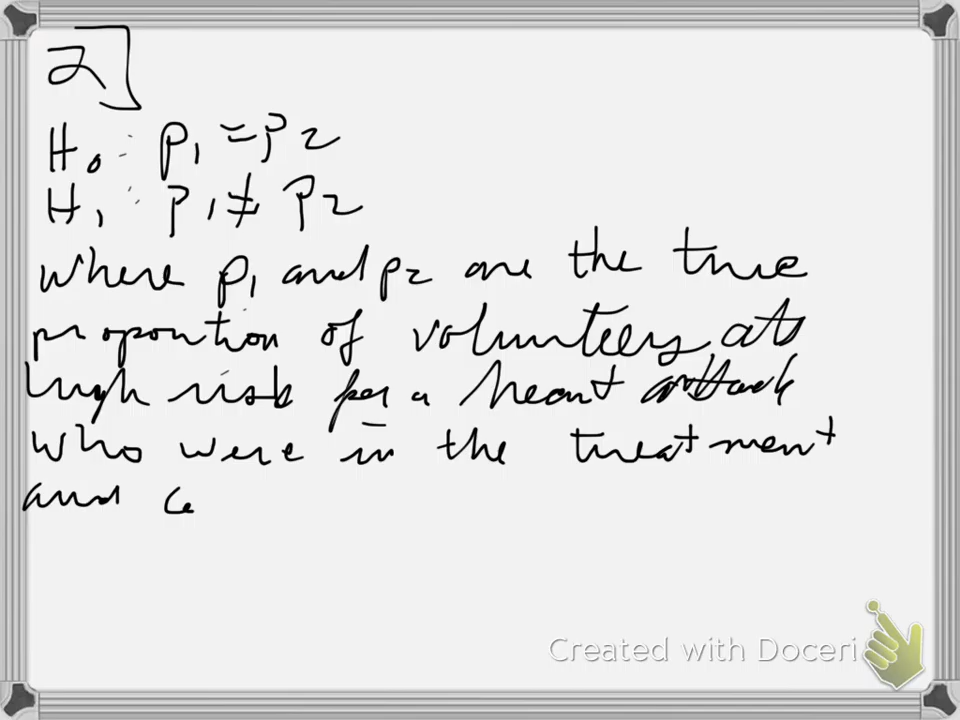 2]
H₀: p₁ = p₂
H₁: p₁ ≠ p₂
where p₁ and p₂ are the true
proportion of volunteers at
high risk for a heart attack
who were in the treatment
and
Created with Doceri